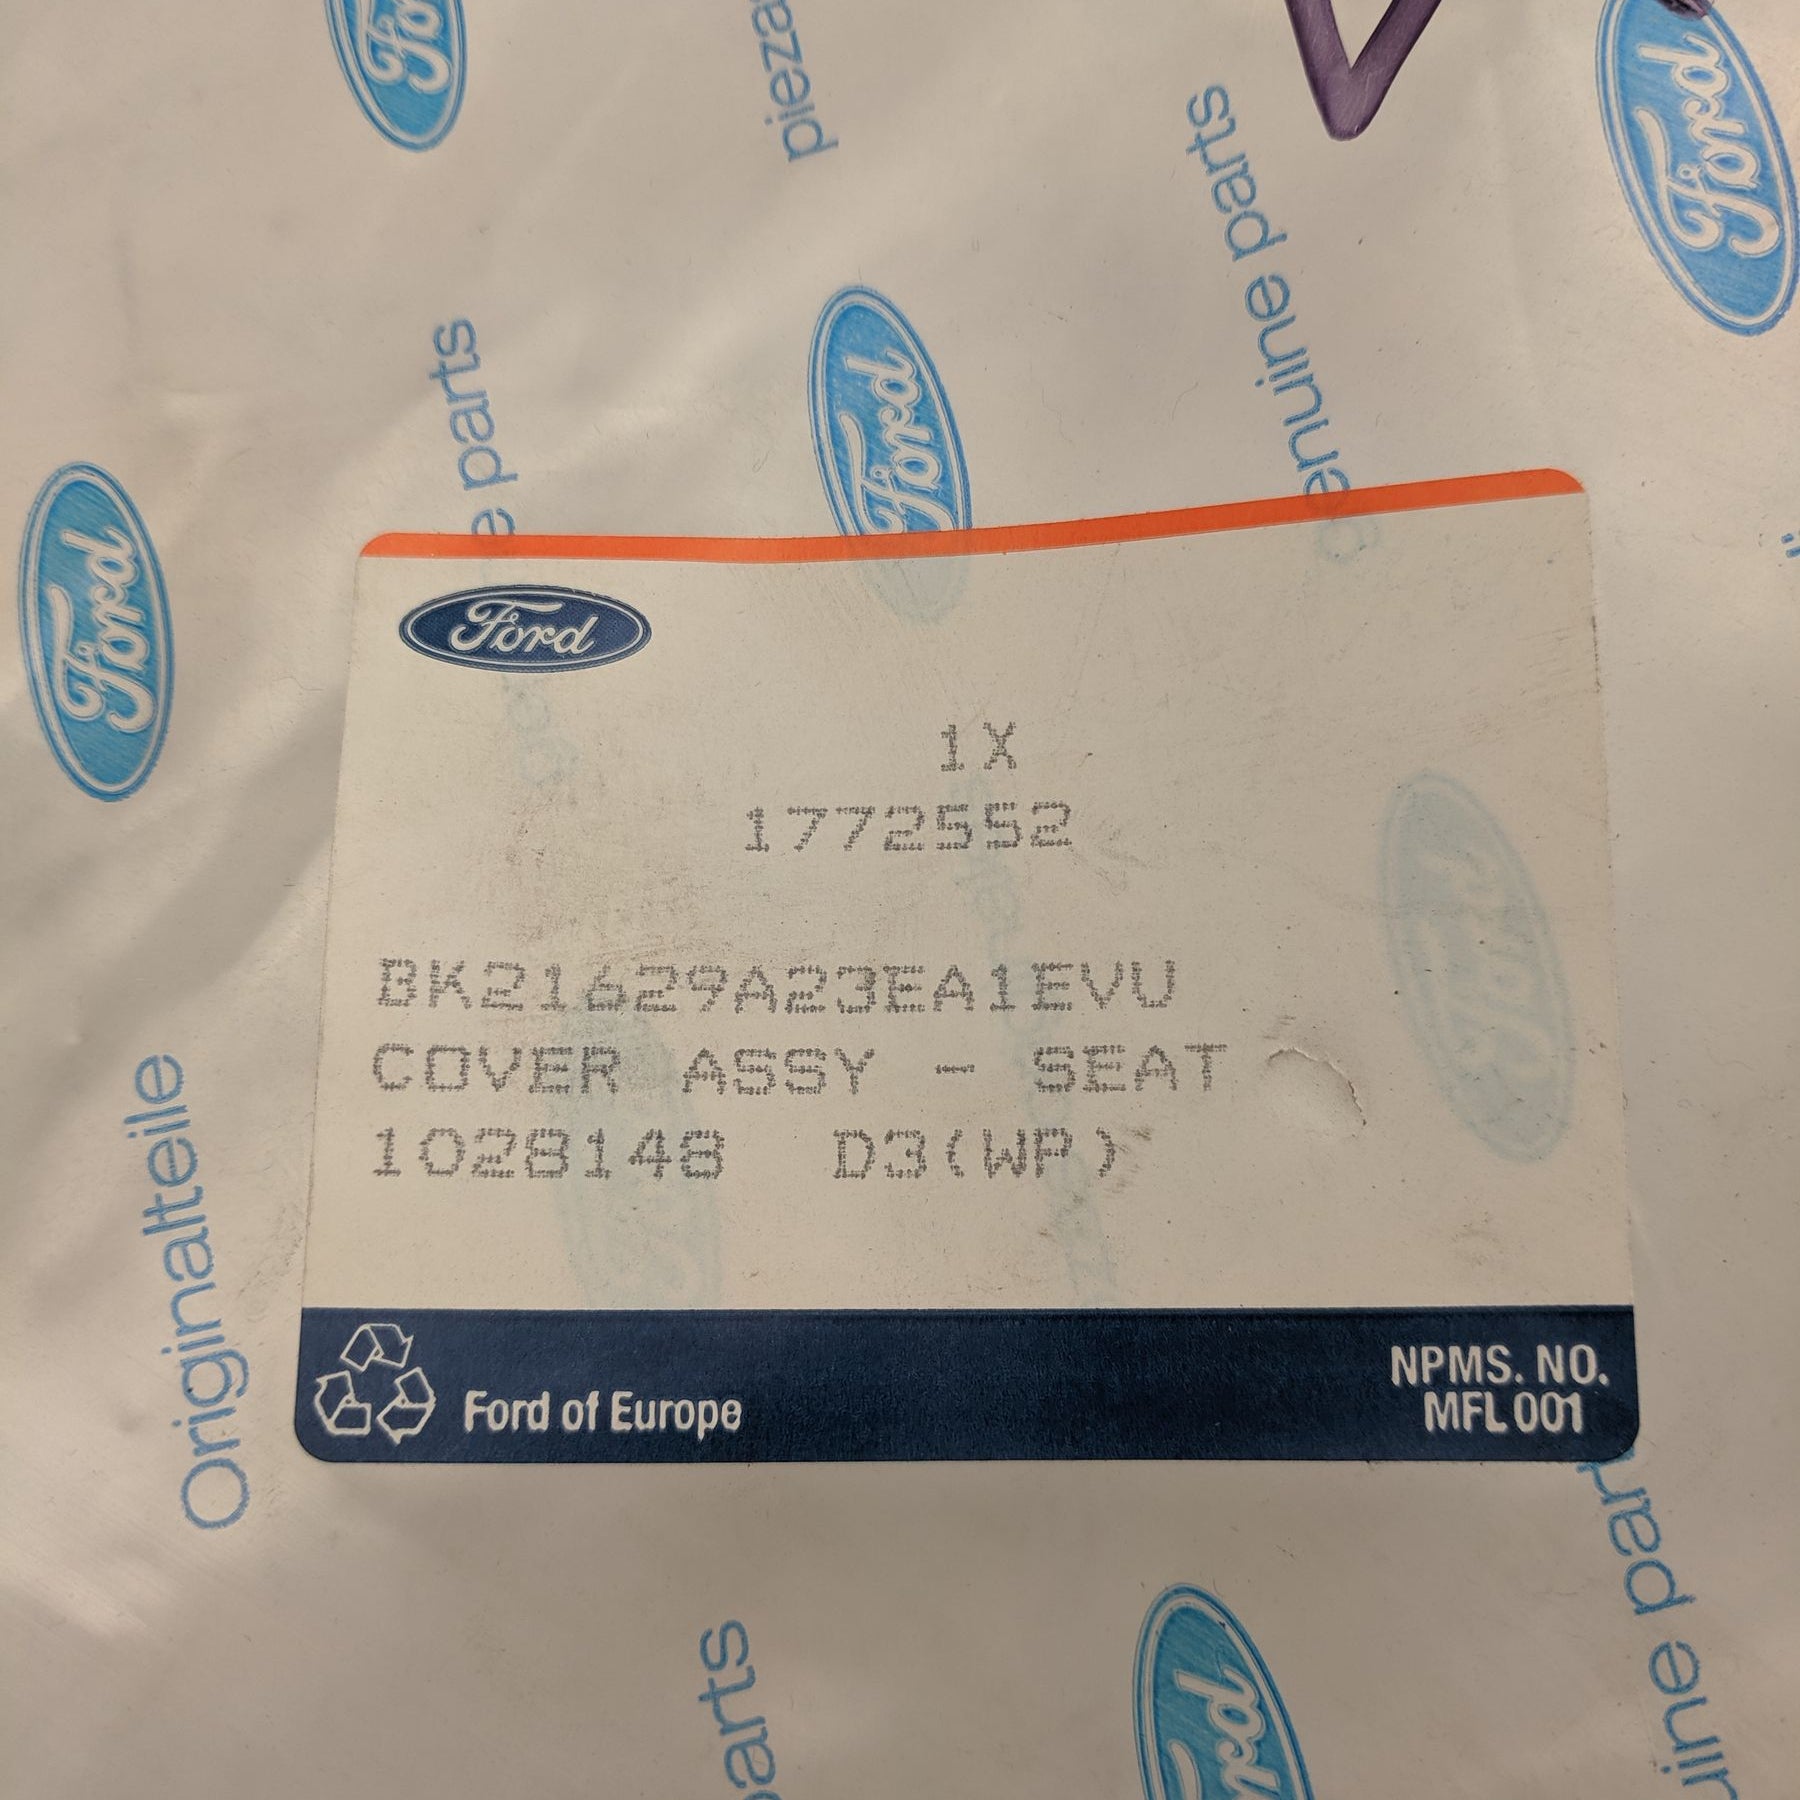 Ford
piezas
genuine parts
Ford
e parts
Ford
Ford
Ford
1X
1772552
BK21629A23EA1EVU
COVER ASSY - SEAT
1028148 D3(WP)
Originalteile
Ford of Europe
NPMS. NO.
MFL 001
parts
Ford